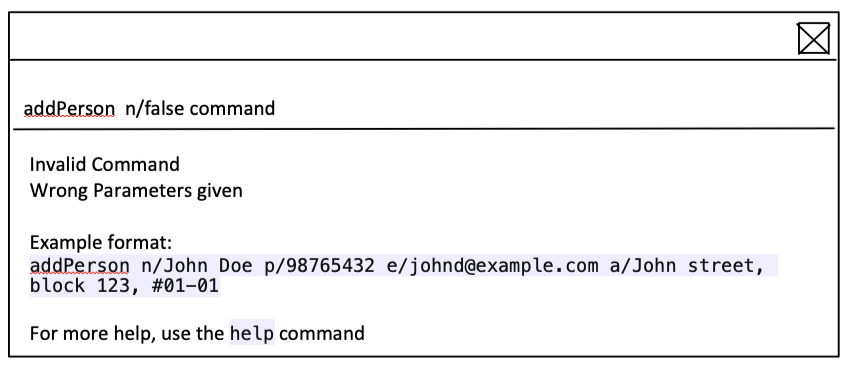 addPerson n/false command
Invalid Command
Wrong Parameters given
Example format:
addPerson n/John Doe p/98765432 e/johnd@example.com a/John street,
block 123, #01-01
For more help, use the help command